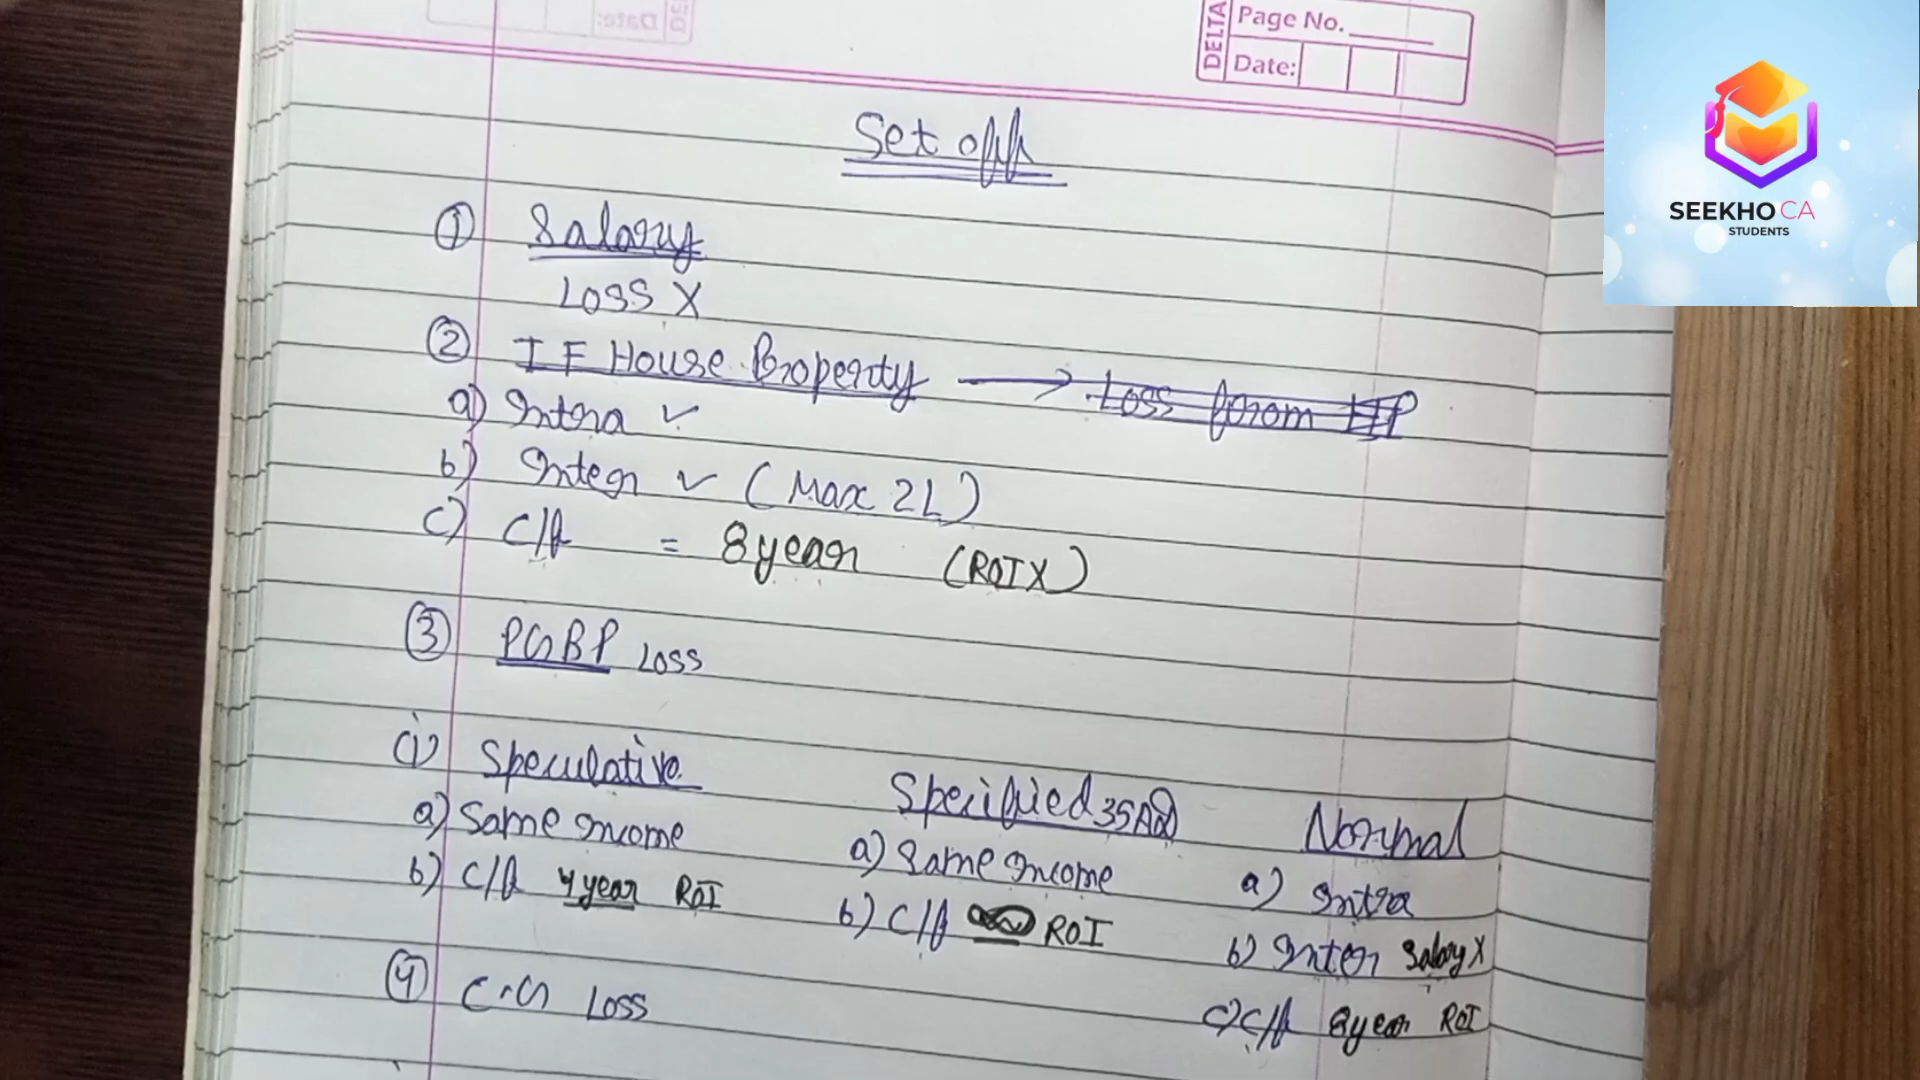 DELTA
Page No.
Date:
Set off
① Salary
Loss X
② I F House Property → Loss from HP
a) Intra ✓
b) Inter ✓ (Max 2L)
c) C/f = 8 year (ROI X)
③ PGBP Loss
(i) Speculative
a) Same Income
b) C/f 4 year ROI
Specified 35AD
a) Same Income
b) C/f ROI
Normal
a) Intra
b) Inter Salary X
c) C/f 8 year ROI
④ C.G Loss
SEEKHO CA
STUDENTS